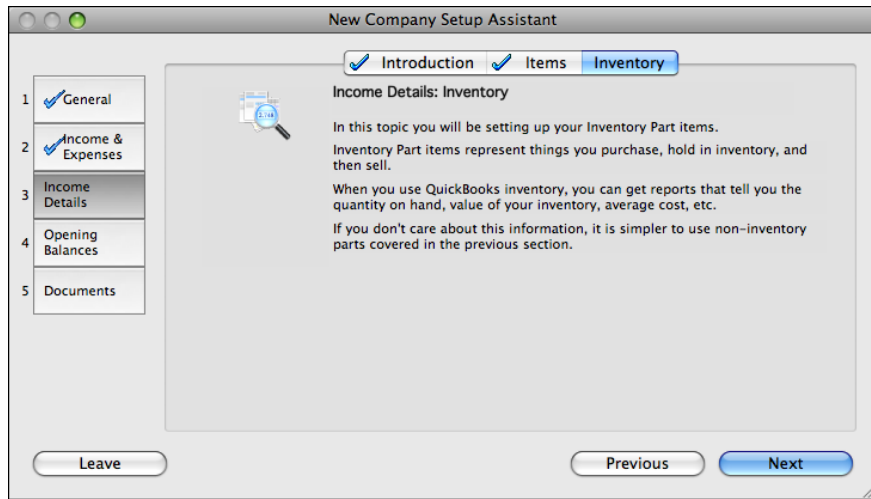 New Company Setup Assistant
Introduction
Items
Inventory
1
General
2
Income &
Expenses
3
Income
Details
4
Opening
Balances
5
Documents
Income Details: Inventory
In this topic you will be setting up your Inventory Part items.
Inventory Part items represent things you purchase, hold in inventory, and
then sell.
When you use QuickBooks inventory, you can get reports that tell you the
quantity on hand, value of your inventory, average cost, etc.
If you don't care about this information, it is simpler to use non-inventory
parts covered in the previous section.
Leave
Previous
Next